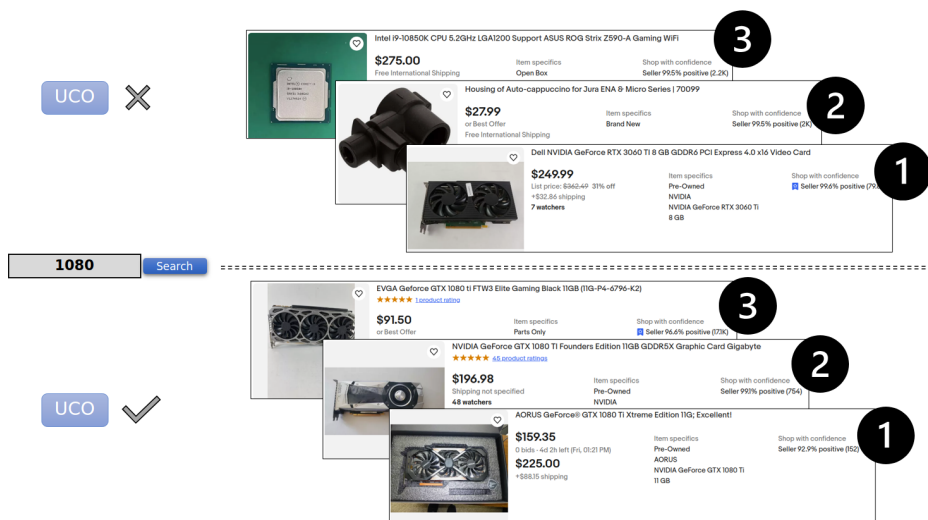 Intel i9-10850K CPU 5.2GHz LGA1200 Support ASUS ROG Strix Z590-A Gaming WiFi
3
$275.00
Item specifics
Shop with confidence
Free International Shipping
Open Box
Seller 99.5% positive (2.2K)
UCO
Housing of Auto-cappuccino for Jura ENA & Micro Series | 70099
2
$27.99
Item specifics
Shop with confidence
or Best Offer
Brand New
Seller 99.5% positive (2K)
Free International Shipping
Dell NVIDIA GeForce RTX 3060 TI 8 GB GDDR6 PCI Express 4.0 x16 Video Card
1
$249.99
Item specifics
Shop with confidence
List price: $362.49 31% off
Pre-Owned
Seller 99.6% positive
+$32.86 shipping
NVIDIA
7 watchers
NVIDIA GeForce RTX 3060 Ti
8 GB
1080
Search
EVGA Geforce GTX 1080 ti FTW3 Elite Gaming Black 11GB (11G-P4-6796-K2)
1 product rating
3
$91.50
Item specifics
Shop with confidence
or Best Offer
Parts Only
Seller 96.6% positive (17.1K)
NVIDIA GeForce GTX 1080 TI Founders Edition 11GB GDDR5X Graphic Card Gigabyte
45 product ratings
2
$196.98
Item specifics
Shop with confidence
Shipping not specified
Pre-Owned
Seller 99.1% positive (754)
48 watchers
NVIDIA
UCO
AORUS GeForce® GTX 1080 Ti Xtreme Edition 11G; Excellent!
1
$159.35
Item specifics
Shop with confidence
0 bids · 4d 2h left (Fri, 01:21 PM)
Pre-Owned
Seller 92.9% positive (152)
$225.00
AORUS
+$88.15 shipping
NVIDIA GeForce GTX 1080 Ti
11 GB